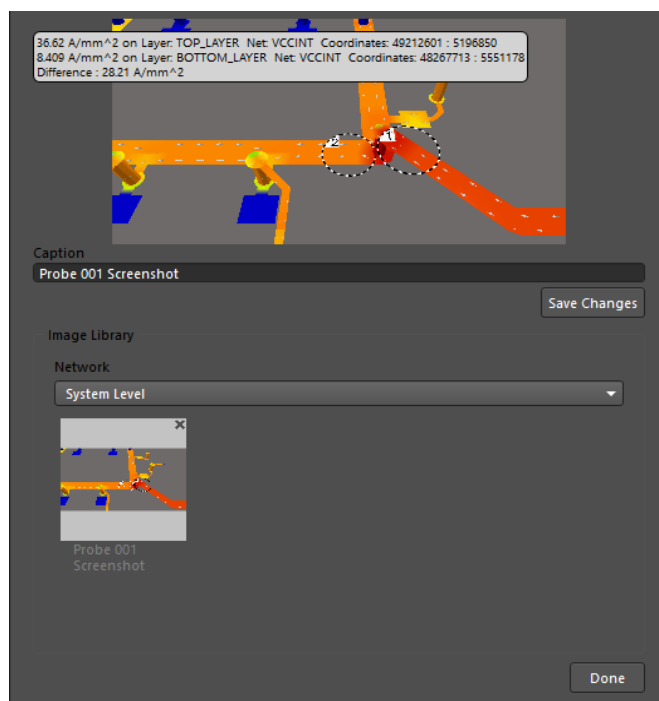 36.62 A/mm^2 on Layer: TOP_LAYER Net: VCCINT Coordinates: 49212601 : 5196850
8.409 A/mm^2 on Layer: BOTTOM_LAYER Net: VCCINT Coordinates: 48267713 : 5551178
Difference : 28.21 A/mm^2
2
1
Caption
Probe 001 Screenshot
Save Changes
Image Library
Network
System Level
Probe 001
Screenshot
Done